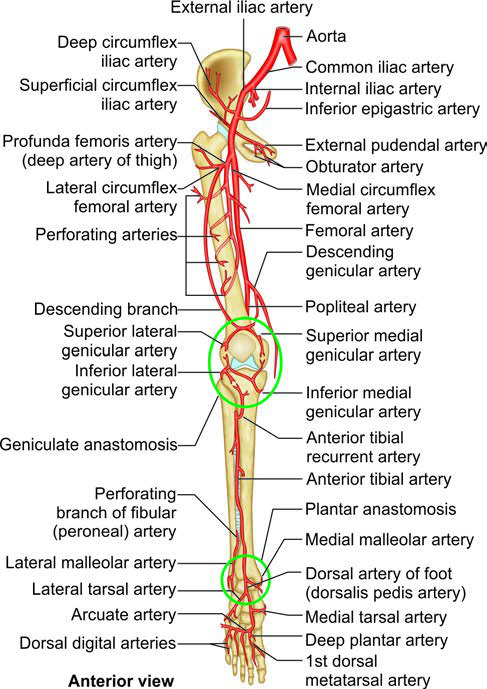 External iliac artery
Deep circumflex
iliac artery
Superficial circumflex
iliac artery
Profunda femoris artery
(deep artery of thigh)
Lateral circumflex
femoral artery
Perforating arteries
Descending branch
Superior lateral
genicular artery
Inferior lateral
genicular artery
Geniculate anastomosis
Perforating
branch of fibular
(peroneal) artery
Lateral malleolar artery
Lateral tarsal artery
Arcuate artery
Dorsal digital arteries
Anterior view
Aorta
Common iliac artery
Internal iliac artery
Inferior epigastric artery
External pudendal artery
Obturator artery
Medial circumflex
femoral artery
Femoral artery
Descending
genicular artery
Popliteal artery
Superior medial
genicular artery
Inferior medial
genicular artery
Anterior tibial
recurrent artery
Anterior tibial artery
Plantar anastomosis
Medial malleolar artery
Dorsal artery of foot
(dorsalis pedis artery)
Medial tarsal artery
Deep plantar artery
1st dorsal
metatarsal artery